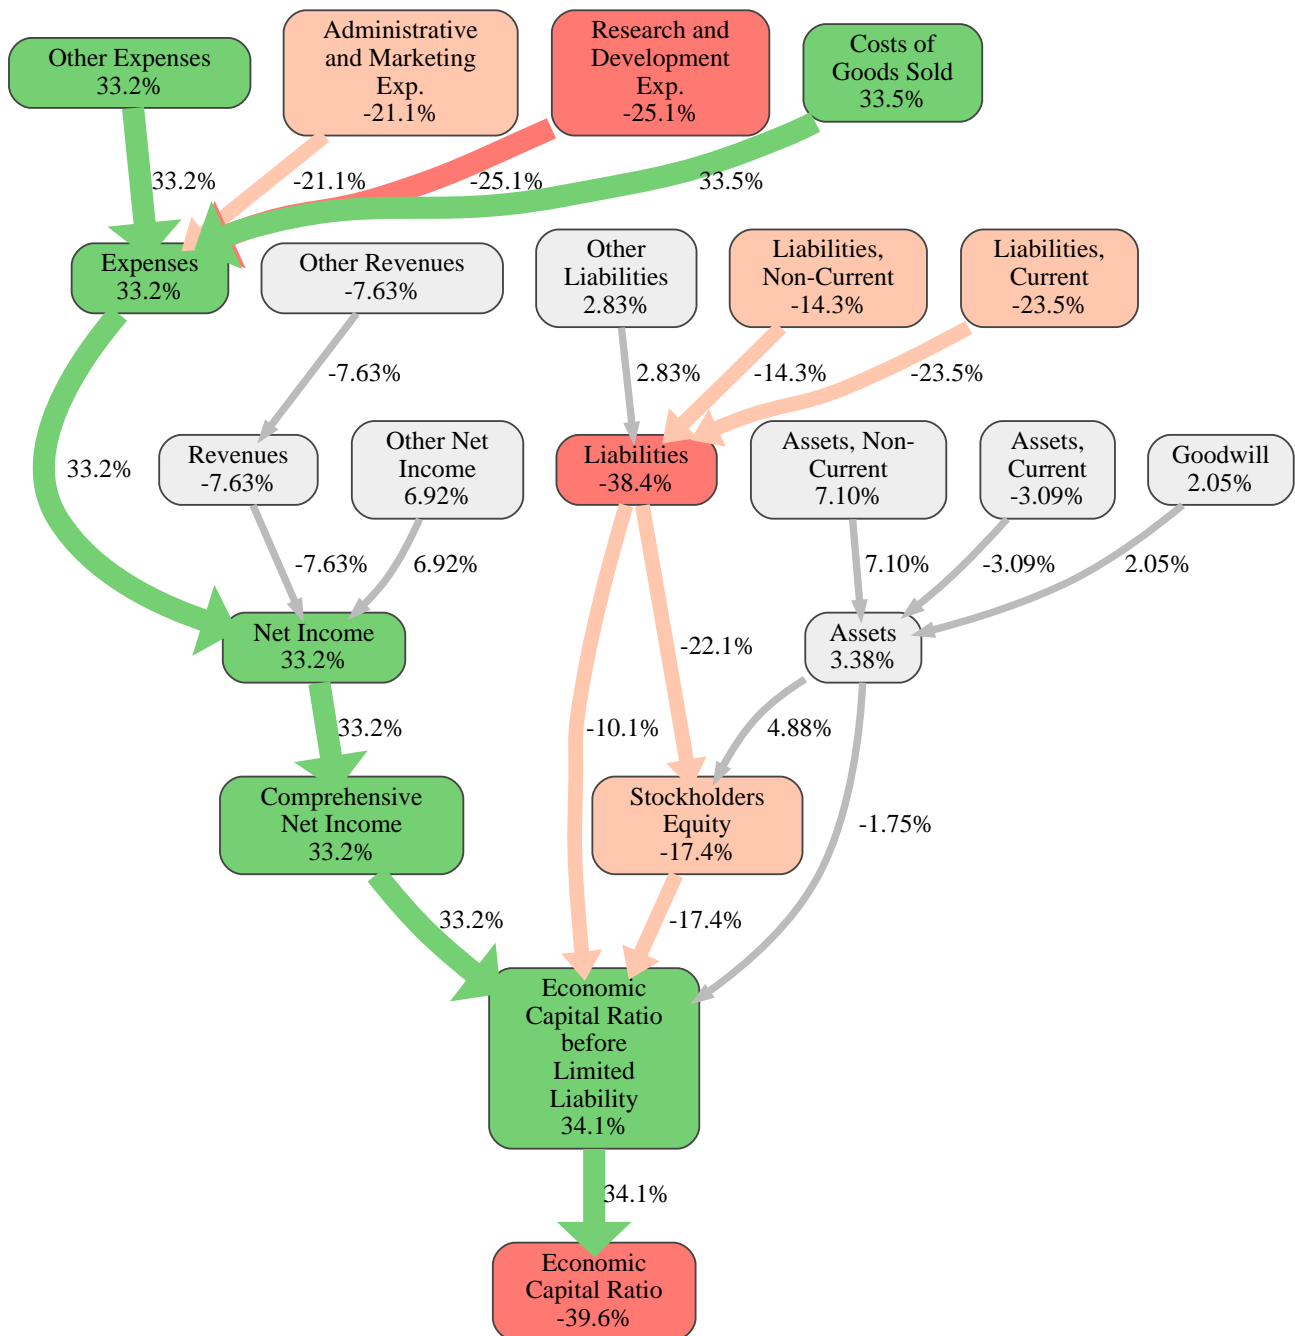 Other Expenses
33.2%
Administrative
and Marketing
Exp.
-21.1%
Research and
Development
Exp.
-25.1%
Costs of
Goods Sold
33.5%
33.2%
-21.1%
-25.1%
33.5%
Expenses
33.2%
Other Revenues
-7.63%
Other
Liabilities
2.83%
Liabilities,
Non-Current
-14.3%
Liabilities,
Current
-23.5%
-7.63%
2.83%
-14.3%
-23.5%
33.2%
Revenues
-7.63%
Other Net
Income
6.92%
Liabilities
-38.4%
Assets, Non-
Current
7.10%
Assets,
Current
-3.09%
Goodwill
2.05%
-7.63%
6.92%
7.10%
-3.09%
2.05%
Net Income
33.2%
-22.1%
Assets
3.38%
33.2%
-10.1%
4.88%
Comprehensive
Net Income
33.2%
Stockholders
Equity
-17.4%
-1.75%
33.2%
-17.4%
Economic
Capital Ratio
before
Limited
Liability
34.1%
34.1%
Economic
Capital Ratio
-39.6%